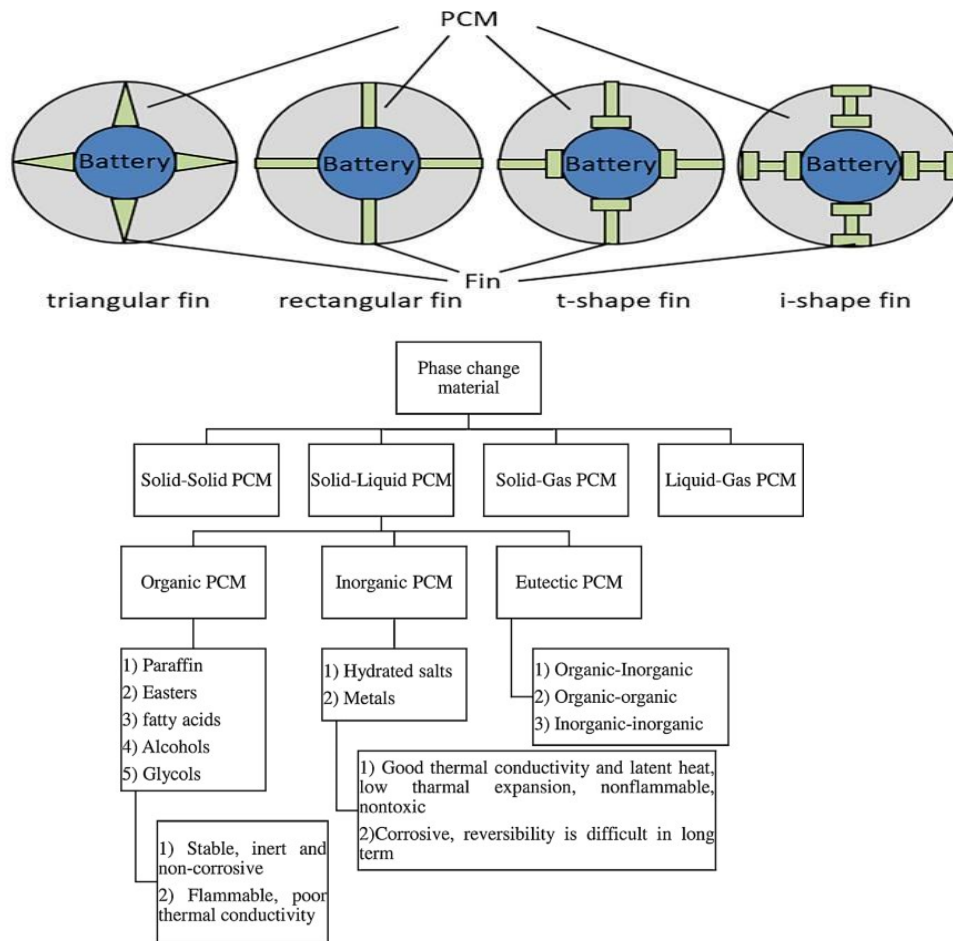 PCM
Battery
Battery
Battery
Battery
Fin
triangular fin
rectangular fin
t-shape fin
i-shape fin
Phase change
material
Solid-Solid PCM
Solid-Liquid PCM
Solid-Gas PCM
Liquid-Gas PCM
Organic PCM
Inorganic PCM
Eutectic PCM
1) Paraffin
2) Easters
3) fatty acids
4) Alcohols
5) Glycols
1) Hydrated salts
2) Metals
1) Organic-Inorganic
2) Organic-organic
3) Inorganic-inorganic
1) Good thermal conductivity and latent heat,
low tharmal expansion, nonflammable,
nontoxic
2)Corrosive, reversibility is difficult in long
term
1) Stable, inert and
non-corrosive
2) Flammable, poor
thermal conductivity